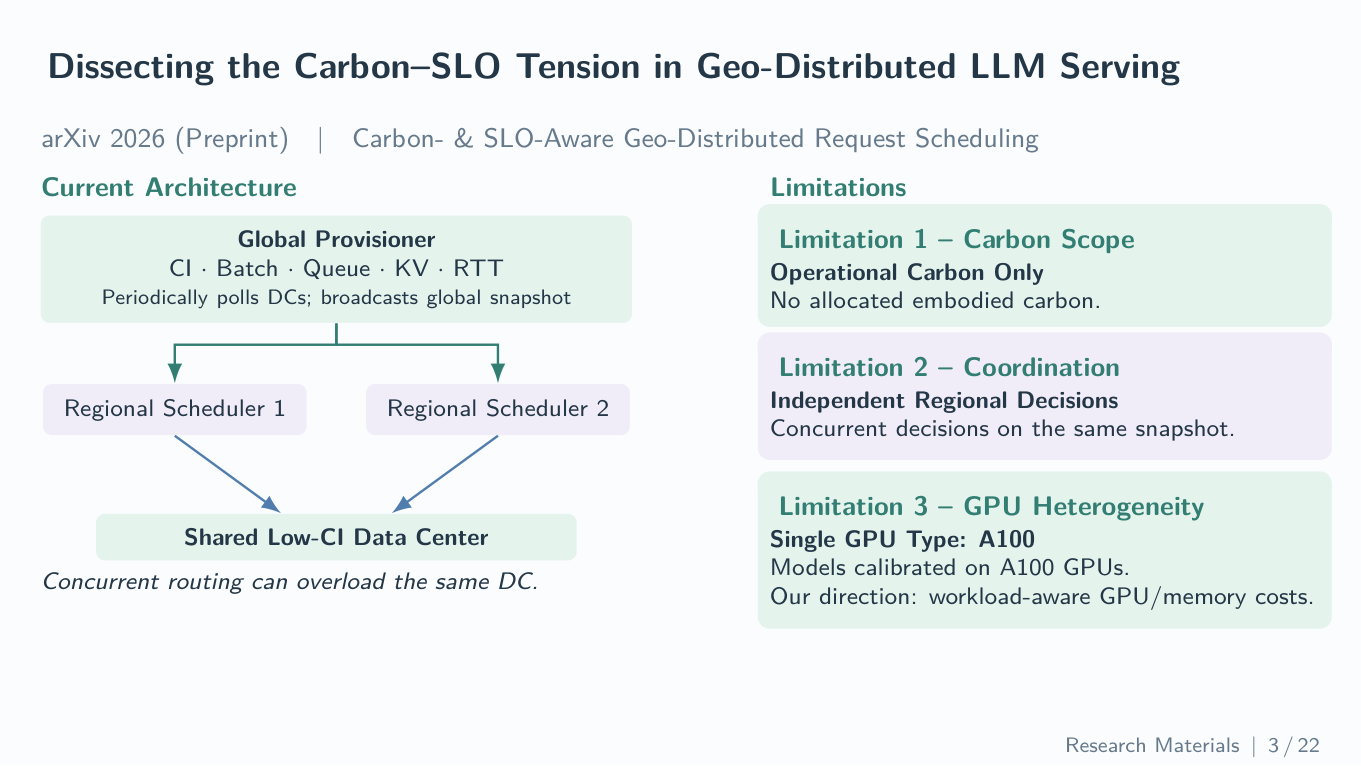 Dissecting the Carbon–SLO Tension in Geo-Distributed LLM Serving
arXiv 2026 (Preprint) | Carbon- & SLO-Aware Geo-Distributed Request Scheduling
Current Architecture
Global Provisioner
CI · Batch · Queue · KV · RTT
Periodically polls DCs; broadcasts global snapshot
Regional Scheduler 1
Regional Scheduler 2
Shared Low-CI Data Center
Concurrent routing can overload the same DC.
Limitations
Limitation 1 – Carbon Scope
Operational Carbon Only
No allocated embodied carbon.
Limitation 2 – Coordination
Independent Regional Decisions
Concurrent decisions on the same snapshot.
Limitation 3 – GPU Heterogeneity
Single GPU Type: A100
Models calibrated on A100 GPUs.
Our direction: workload-aware GPU/memory costs.
Research Materials | 3 / 22